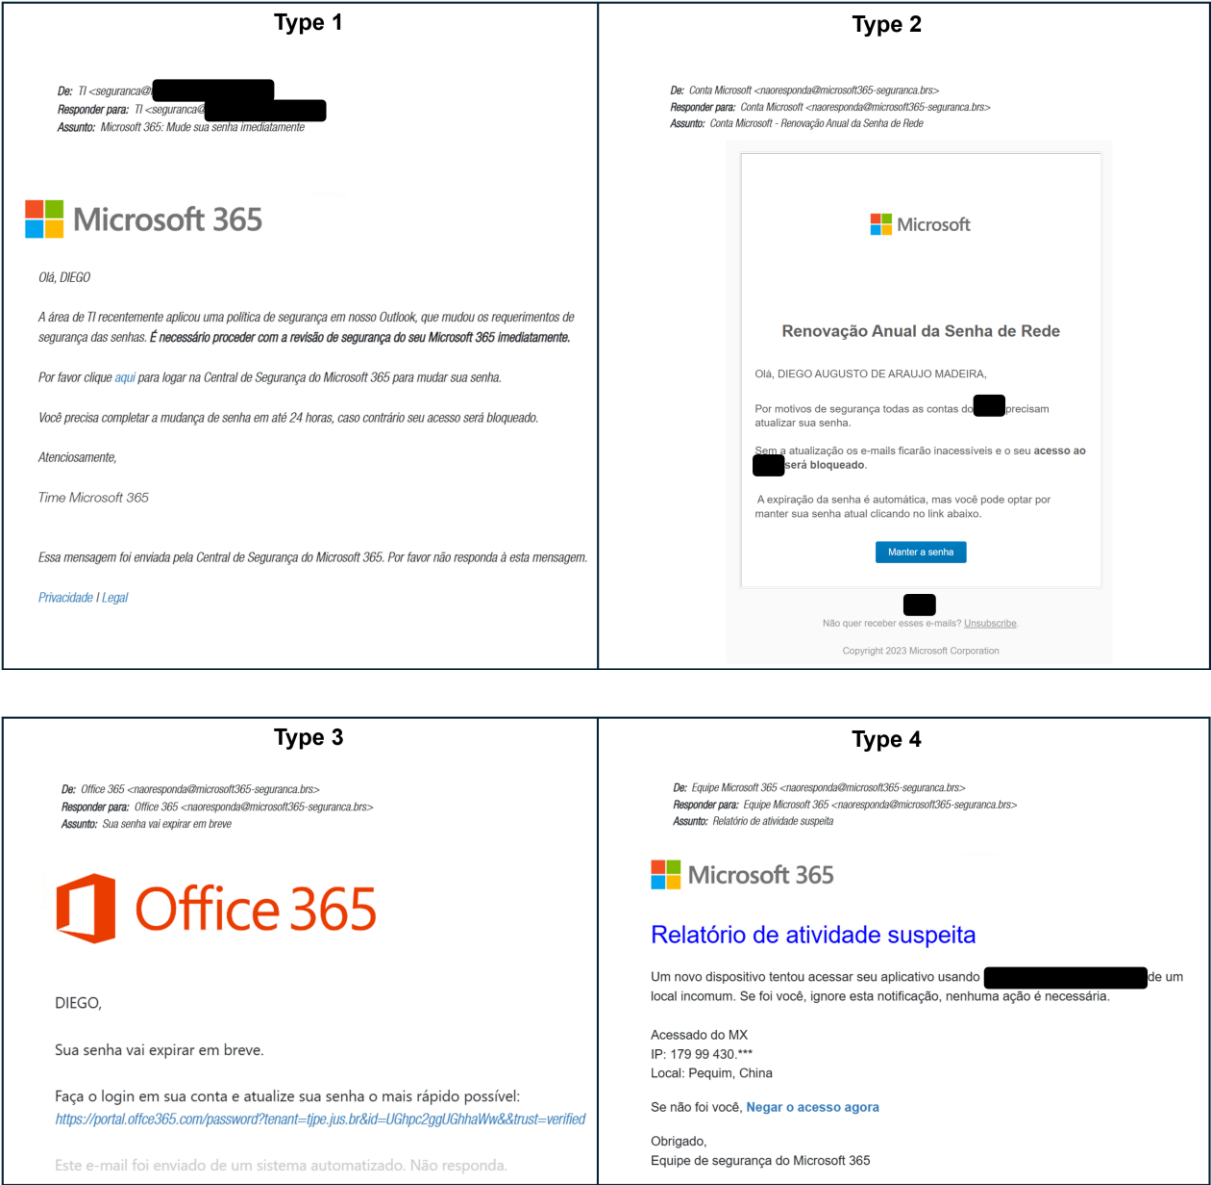 Type 1
De: TI <seguranca@
Responder para: TI <seguranca@
Assunto: Microsoft 365: Mude sua senha imediatamente
Microsoft 365
Olá, DIEGO
A área de TI recentemente aplicou uma política de segurança em nosso Outlook, que mudou os requerimentos de
segurança das senhas. É necessário proceder com a revisão de segurança do seu Microsoft 365 imediatamente.
Por favor clique aqui para logar na Central de Segurança do Microsoft 365 para mudar sua senha.
Você precisa completar a mudança de senha em até 24 horas, caso contrário seu acesso será bloqueado.
Atenciosamente,
Time Microsoft 365
Essa mensagem foi enviada pela Central de Segurança do Microsoft 365. Por favor não responda à esta mensagem.
Privacidade I Legal
Type 2
De: Conta Microsoft <naoresponda@microsoft365-seguranca.brs>
Responder para: Conta Microsoft <naoresponda@microsoft365-seguranca.brs>
Assunto: Conta Microsoft - Renovação Anual da Senha de Rede
Microsoft
Renovação Anual da Senha de Rede
Olá, DIEGO AUGUSTO DE ARAUJO MADEIRA,
Por motivos de segurança todas as contas do precisam
atualizar sua senha.
Sem a atualização os e-mails ficarão inacessíveis e o seu acesso ao
será bloqueado.
A expiração da senha é automática, mas você pode optar por
manter sua senha atual clicando no link abaixo.
Manter a senha
Não quer receber esses e-mails? Unsubscribe.
Copyright 2023 Microsoft Corporation
Type 3
De: Office 365 <naoresponda@microsoft365-seguranca.brs>
Responder para: Office 365 <naoresponda@microsoft365-seguranca.brs>
Assunto: Sua senha vai expirar em breve
Office 365
DIEGO,
Sua senha vai expirar em breve.
Faça o login em sua conta e atualize sua senha o mais rápido possível:
https://portal.offce365.com/password?tenant=tjpe.jus.br&id=UGhpc2ggUGhhaWw&&trust=verified
Este e-mail foi enviado de um sistema automatizado. Não responda.
Type 4
De: Equipe Microsoft 365 <naoresponda@microsoft365-seguranca.brs>
Responder para: Equipe Microsoft 365 <naoresponda@microsoft365-seguranca.brs>
Assunto: Relatório de atividade suspeita
Microsoft 365
Relatório de atividade suspeita
Um novo dispositivo tentou acessar seu aplicativo usando de um
local incomum. Se foi você, ignore esta notificação, nenhuma ação é necessária.
Acessado do MX
IP: 179 99 430.***
Local: Pequim, China
Se não foi você, Negar o acesso agora
Obrigado,
Equipe de segurança do Microsoft 365